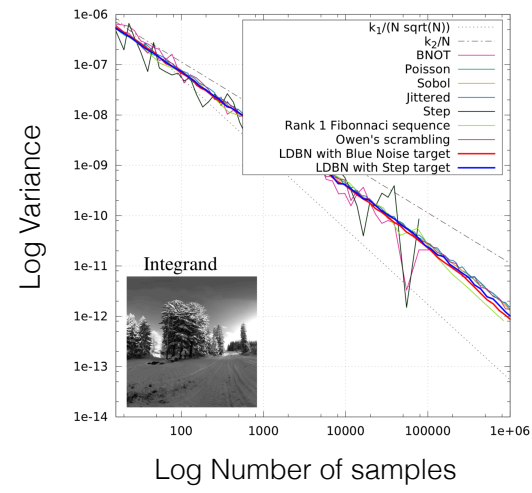 1e-06
1e-07
1e-08
1e-09
1e-10
1e-11
1e-12
1e-13
1e-14
Log Variance
k1/(N sqrt(N))
k2/N
BNOT
Poisson
Sobol
Jittered
Step
Rank 1 Fibonnaci sequence
Owen's scrambling
LDBN with Blue Noise target
LDBN with Step target
Integrand
100
1000
10000
100000
1e+06
Log Number of samples